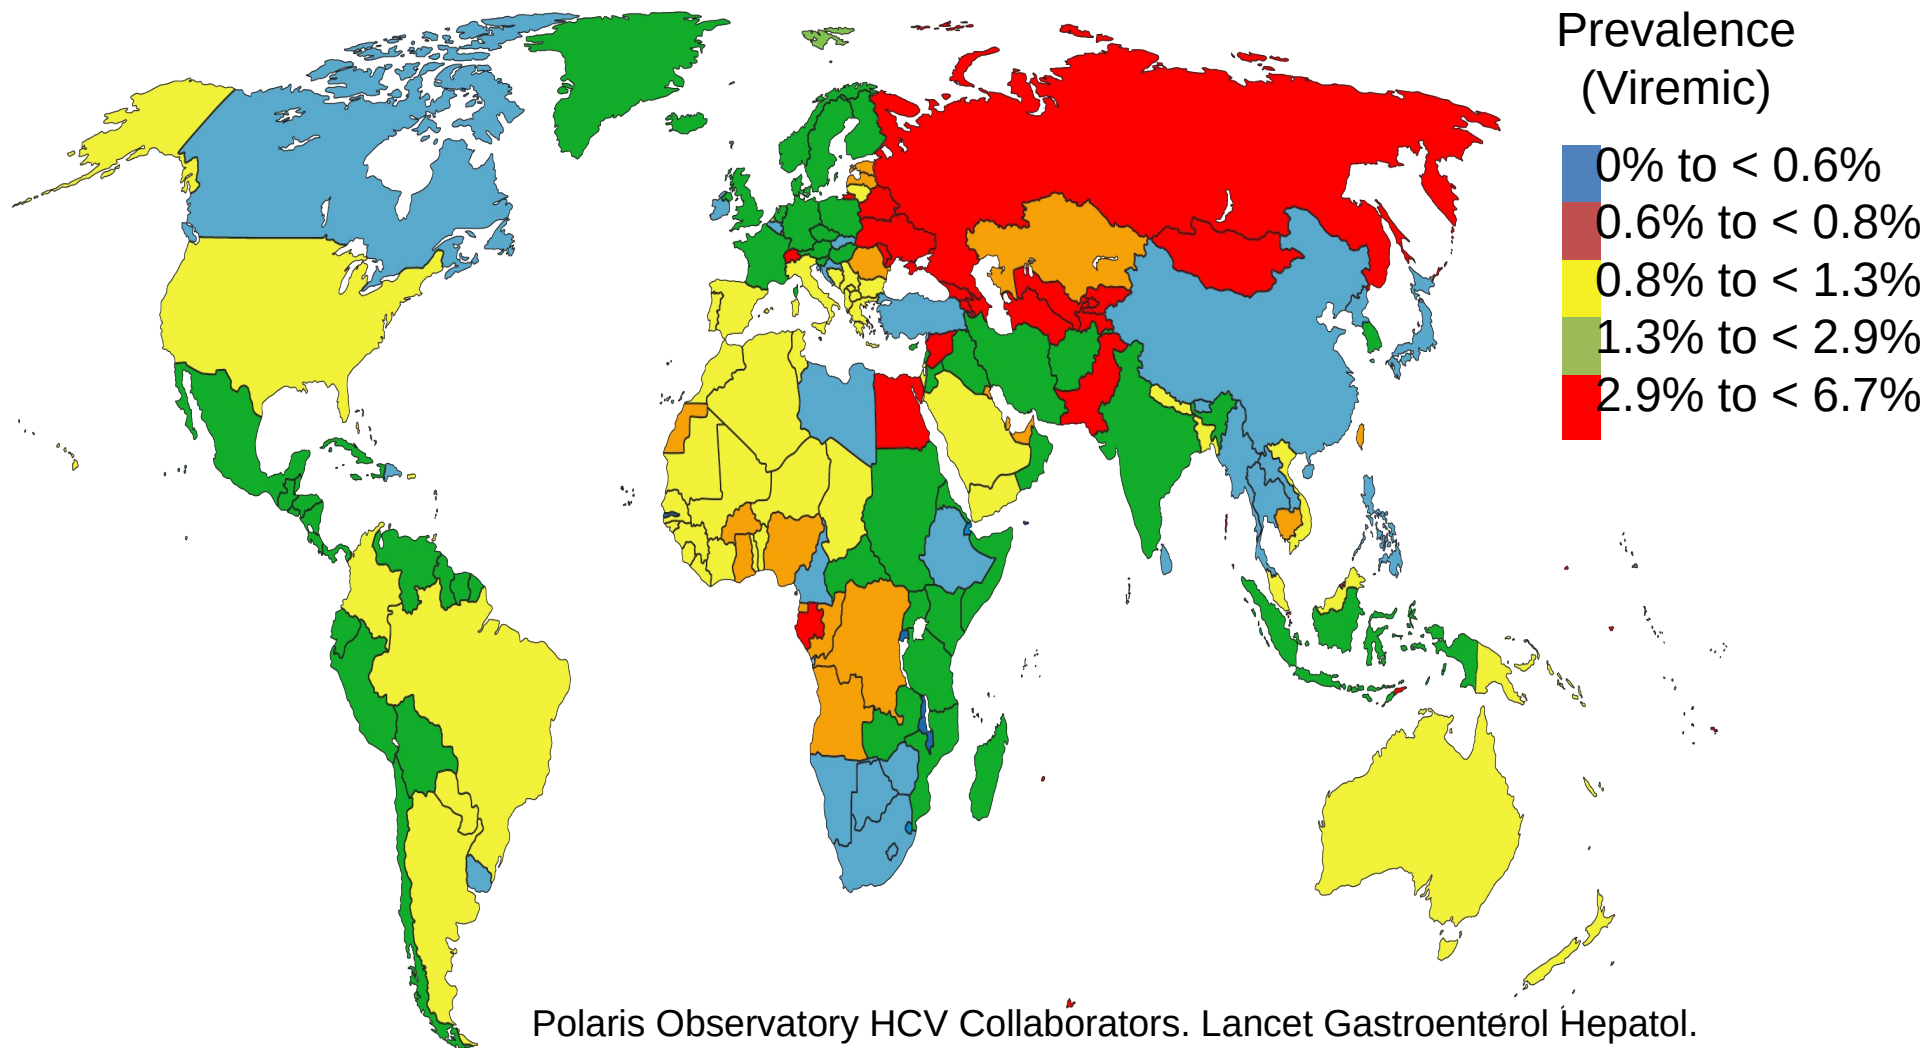 Prevalence
(Viremic)
0% to < 0.6%
0.6% to < 0.8%
0.8% to < 1.3%
1.3% to < 2.9%
2.9% to < 6.7%
Polaris Observatory HCV Collaborators. Lancet Gastroenterol Hepatol.